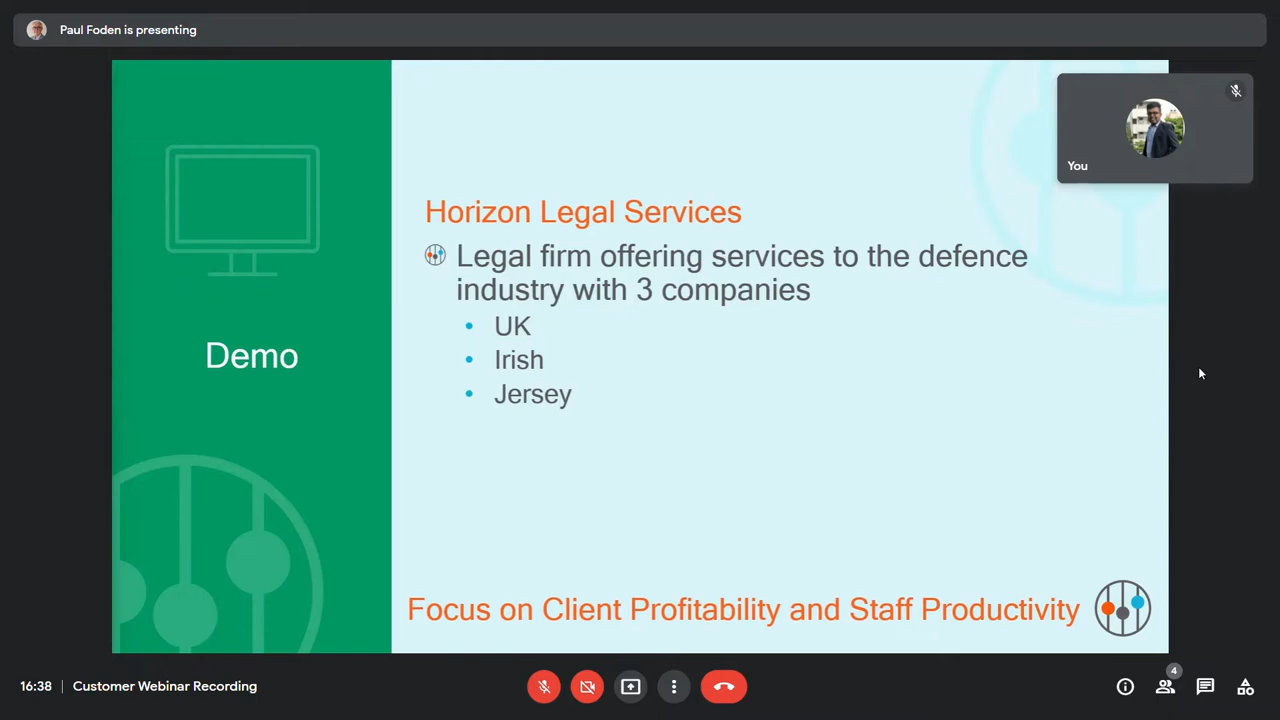 Paul Foden is presenting
You
Horizon Legal Services
Legal firm offering services to the defence
industry with 3 companies
• UK
• Irish
• Jersey
Demo
Focus on Client Profitability and Staff Productivity
16:38 | Customer Webinar Recording
4